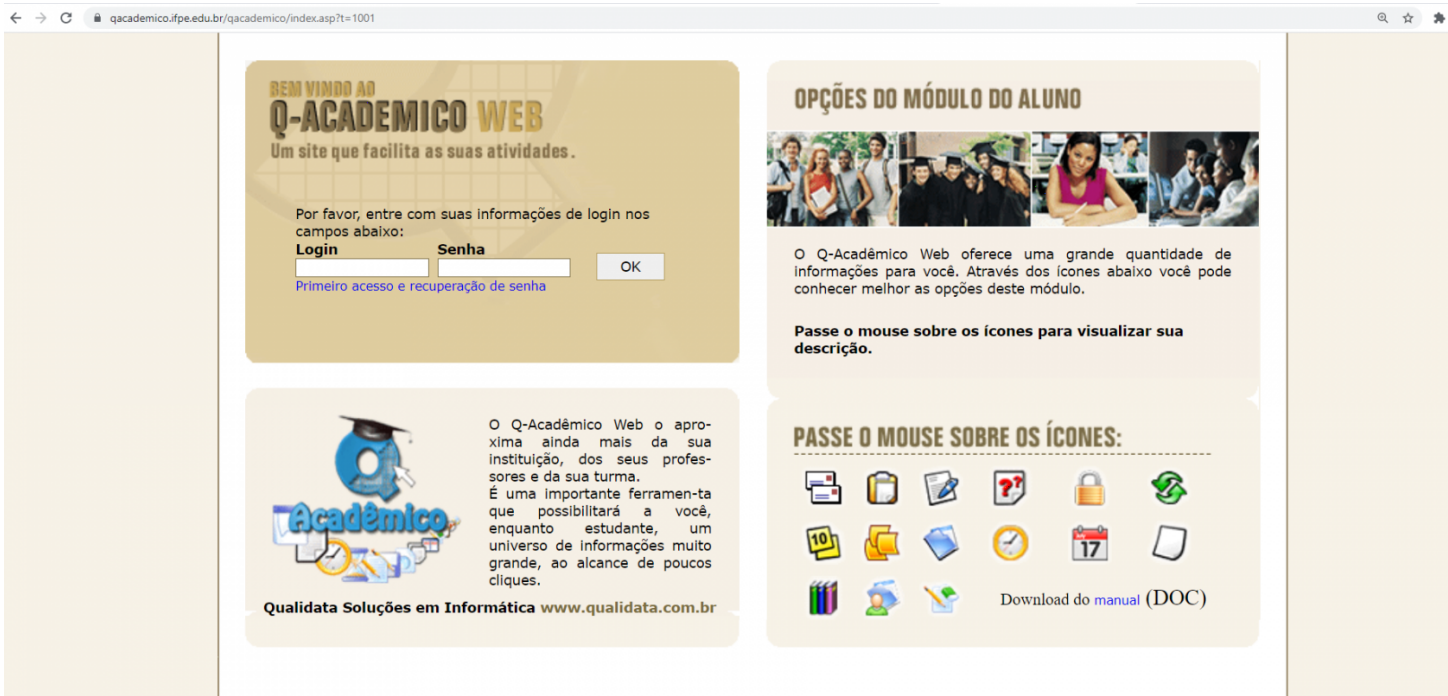 qacademico.ifpe.edu.br/qacademico/index.asp?t=1001
BEM VINDO AO
Q-ACADEMICO WEB
Um site que facilita as suas atividades.
Por favor, entre com suas informações de login nos
campos abaixo:
Login Senha
OK
Primeiro acesso e recuperação de senha
OPÇÕES DO MÓDULO DO ALUNO
O Q-Acadêmico Web oferece uma grande quantidade de
informações para você. Através dos ícones abaixo você pode
conhecer melhor as opções deste módulo.
Passe o mouse sobre os ícones para visualizar sua
descrição.
Q
Acadêmico
O Q-Acadêmico Web o apro-
xima ainda mais da sua
instituição, dos seus profes-
sores e da sua turma.
É uma importante ferramen-ta
que possibilitará a você,
enquanto estudante, um
universo de informações muito
grande, ao alcance de poucos
cliques.
Qualidata Soluções em Informática www.qualidata.com.br
PASSE O MOUSE SOBRE OS ÍCONES:
??
10
17
Download do manual (DOC)